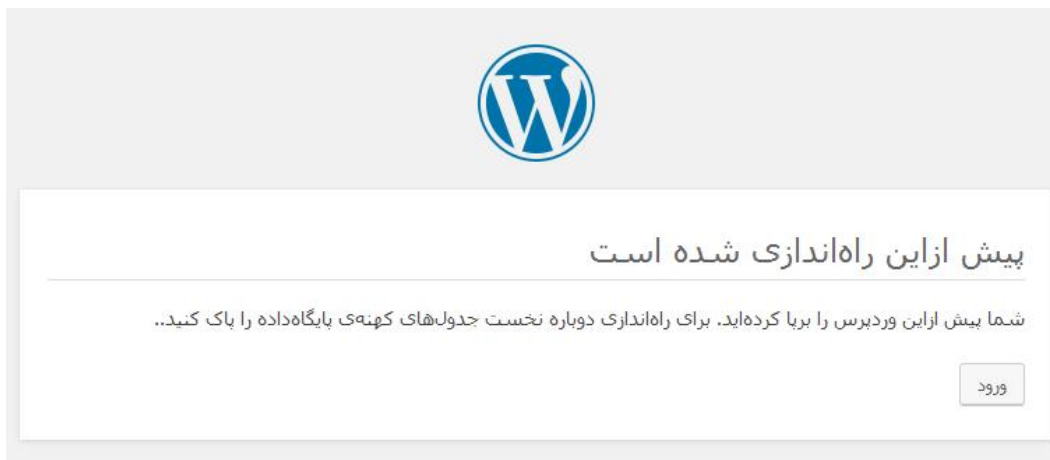 پیش ازاین راه‌اندازی شده است
شما پیش ازاین وردپرس را برپا کرده‌اید. برای راه‌اندازی دوباره نخست جدول‌های کهنه‌ی پایگاه‌داده را پاک کنید..
ورود